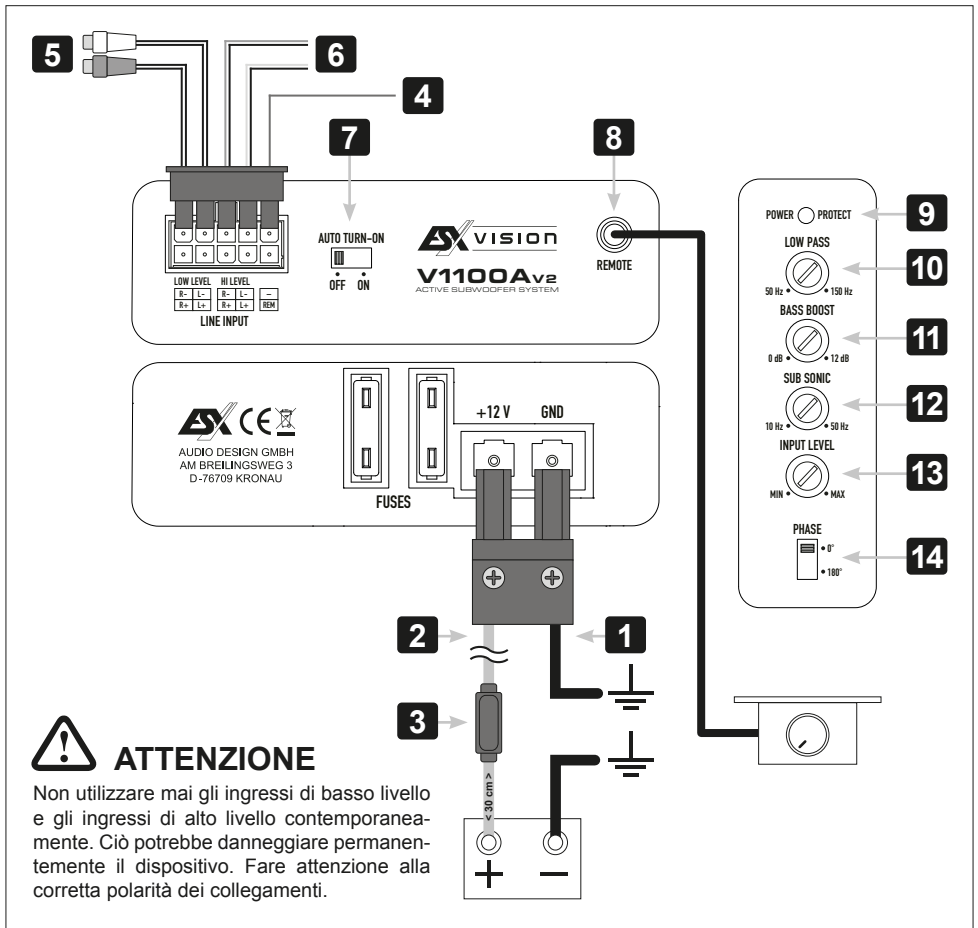 5
6
4
7
8
AUTO TURN-ON
OFF ON
ESX VISION
V1100A V2
ACTIVE SUBWOOFER SYSTEM
REMOTE
LOW LEVEL HI LEVEL
R- L- R- L- –
R+ L+ R+ L+ REM
LINE INPUT
POWER PROTECT
9
LOW PASS
10
50 Hz 150 Hz
BASS BOOST
11
0 dB 12 dB
SUB SONIC
12
10 Hz 50 Hz
INPUT LEVEL
13
MIN MAX
PHASE
0°
14
180°
ESX CE
AUDIO DESIGN GMBH
AM BREILINGSWEG 3
D-76709 KRONAU
FUSES
+12 V GND
2
1
3
< 30 cm >
+ –
ATTENZIONE
Non utilizzare mai gli ingressi di basso livello
e gli ingressi di alto livello contemporanea-
mente. Ciò potrebbe danneggiare permanen-
temente il dispositivo. Fare attenzione alla
corretta polarità dei collegamenti.